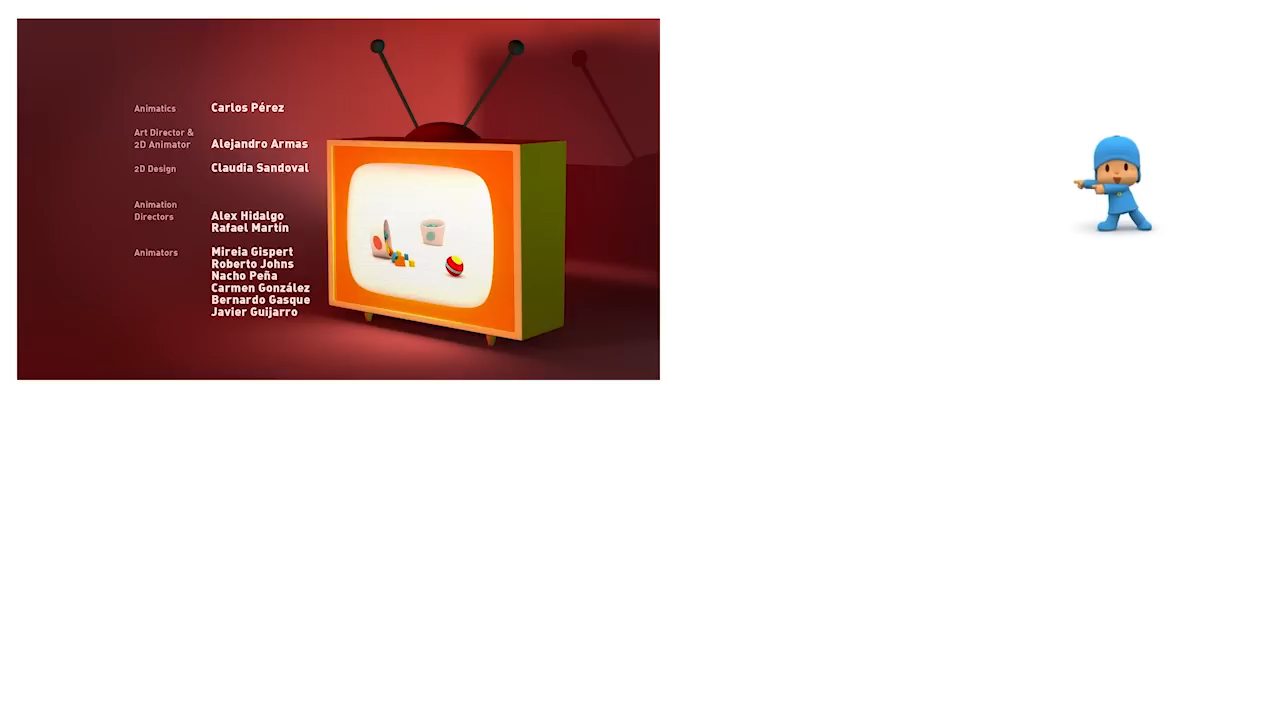 Animatics Carlos Pérez
Art Director &
2D Animator Alejandro Armas
2D Design Claudia Sandoval
Animation
Directors Alex Hidalgo
Rafael Martín
Animators Mireia Gispert
Roberto Johns
Nacho Peña
Carmen González
Bernardo Gasque
Javier Guijarro